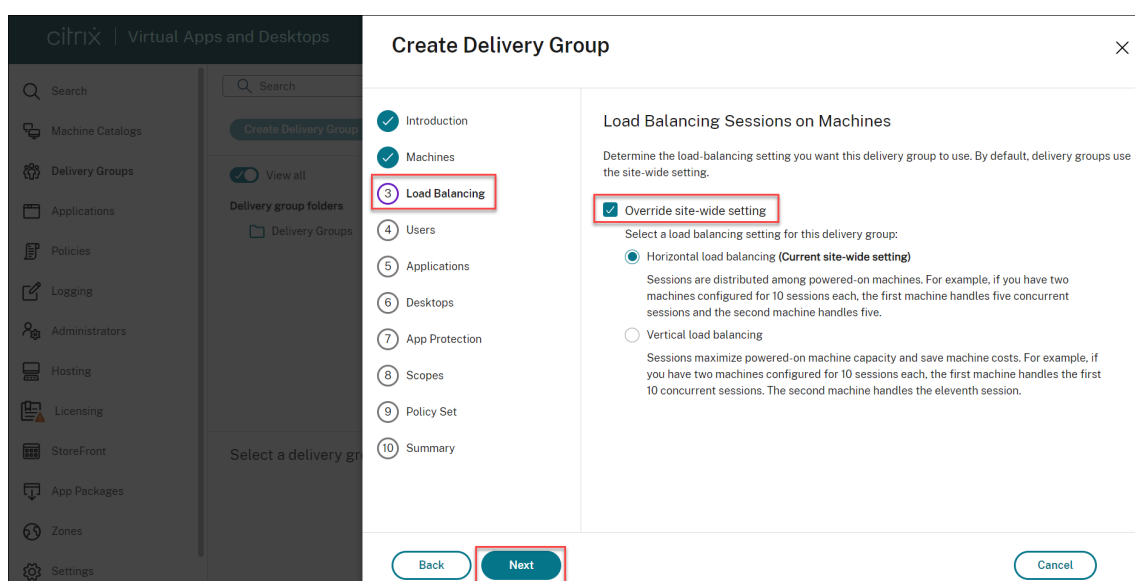 citrix | Virtual Apps and Desktops
Search
Machine Catalogs
Delivery Groups
Applications
Policies
Logging
Administrators
Hosting
Licensing
StoreFront
App Packages
Zones
Settings
Search
Create Delivery Group
View all
Delivery group folders
Delivery Groups
Select a delivery gr
Create Delivery Group
Introduction
Machines
3 Load Balancing
4 Users
5 Applications
6 Desktops
7 App Protection
8 Scopes
9 Policy Set
10 Summary
Load Balancing Sessions on Machines
Determine the load-balancing setting you want this delivery group to use. By default, delivery groups use
the site-wide setting.
Override site-wide setting
Select a load balancing setting for this delivery group:
Horizontal load balancing (Current site-wide setting)
Sessions are distributed among powered-on machines. For example, if you have two
machines configured for 10 sessions each, the first machine handles five concurrent
sessions and the second machine handles five.
Vertical load balancing
Sessions maximize powered-on machine capacity and save machine costs. For example, if
you have two machines configured for 10 sessions each, the first machine handles the first
10 concurrent sessions. The second machine handles the eleventh session.
Back
Next
Cancel